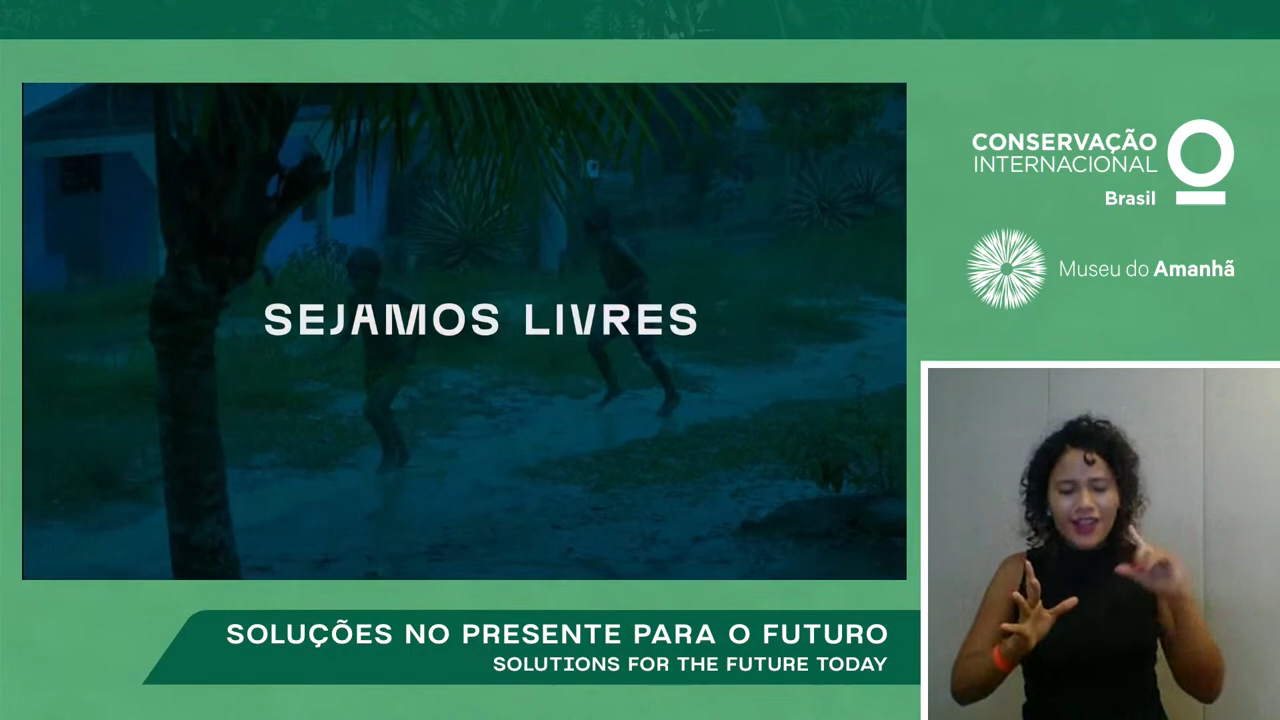 CONSERVAÇÃO
INTERNACIONAL
Brasil
Museu do Amanhã
SEJAMOS LIVRES
SOLUÇÕES NO PRESENTE PARA O FUTURO
SOLUTIONS FOR THE FUTURE TODAY